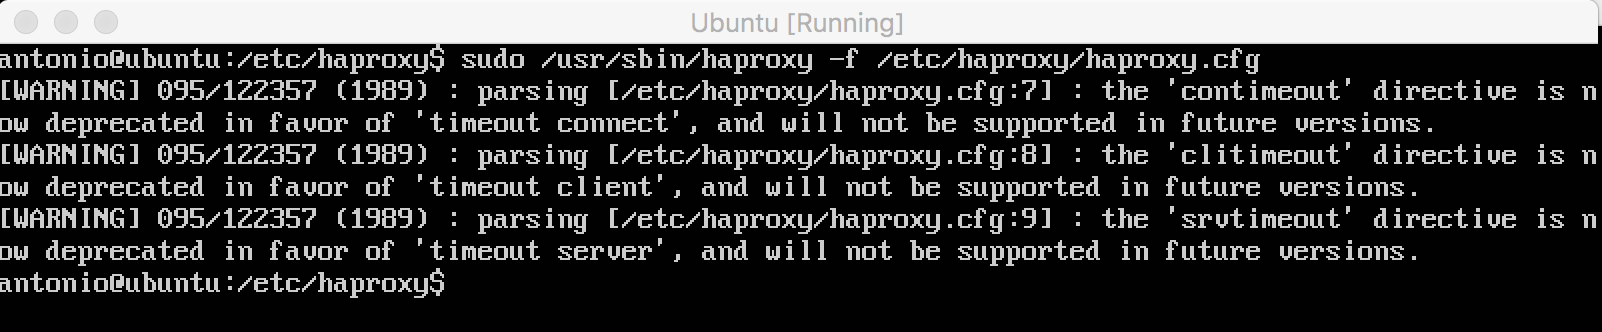 Ubuntu [Running]
antonio@ubuntu:/etc/haproxy$ sudo /usr/sbin/haproxy -f /etc/haproxy/haproxy.cfg
[WARNING] 095/122357 (1989) : parsing [/etc/haproxy/haproxy.cfg:7] : the 'contimeout' directive is n
ow deprecated in favor of 'timeout connect', and will not be supported in future versions.
[WARNING] 095/122357 (1989) : parsing [/etc/haproxy/haproxy.cfg:8] : the 'clitimeout' directive is n
ow deprecated in favor of 'timeout client', and will not be supported in future versions.
[WARNING] 095/122357 (1989) : parsing [/etc/haproxy/haproxy.cfg:9] : the 'srvtimeout' directive is n
ow deprecated in favor of 'timeout server', and will not be supported in future versions.
antonio@ubuntu:/etc/haproxy$